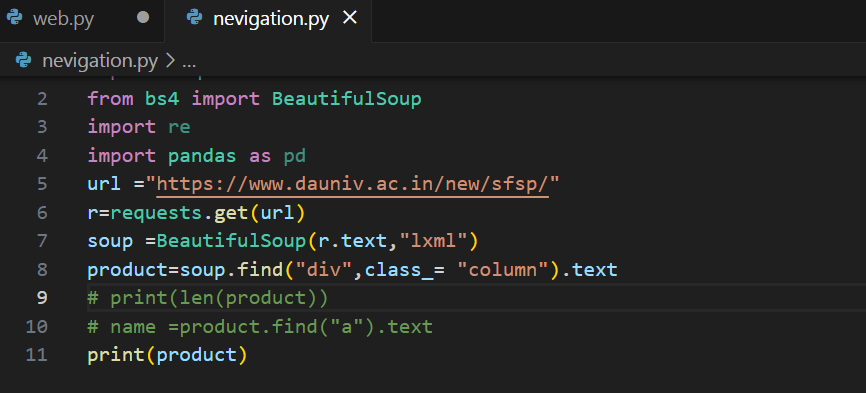 web.py nevigation.py
nevigation.py > ...
2 from bs4 import BeautifulSoup
3 import re
4 import pandas as pd
5 url ="https://www.dauniv.ac.in/new/sfsp/"
6 r=requests.get(url)
7 soup =BeautifulSoup(r.text,"lxml")
8 product=soup.find("div",class_= "column").text
9 # print(len(product))
10 # name =product.find("a").text
11 print(product)